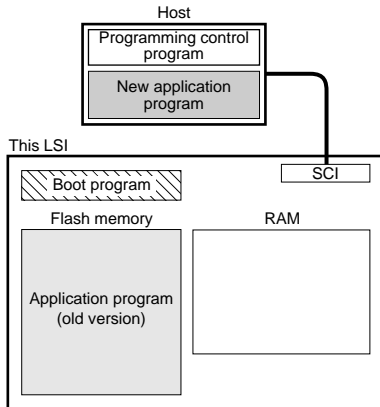 Host
Programming control
program
New application
program
This LSI
SCI
Boot program
Flash memory
RAM
Application program
(old version)